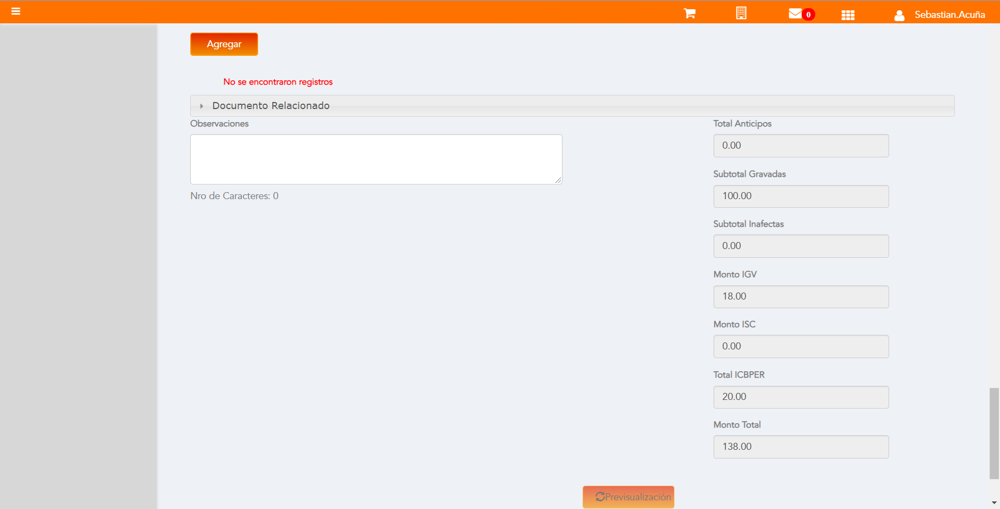 0
Sebastian.Acuña
Agregar
No se encontraron registros
Documento Relacionado
Observaciones
Nro de Caracteres: 0
Total Anticipos
0.00
Subtotal Gravadas
100.00
Subtotal Inafectas
0.00
Monto IGV
18.00
Monto ISC
0.00
Total ICBPER
20.00
Monto Total
138.00
Previsualización